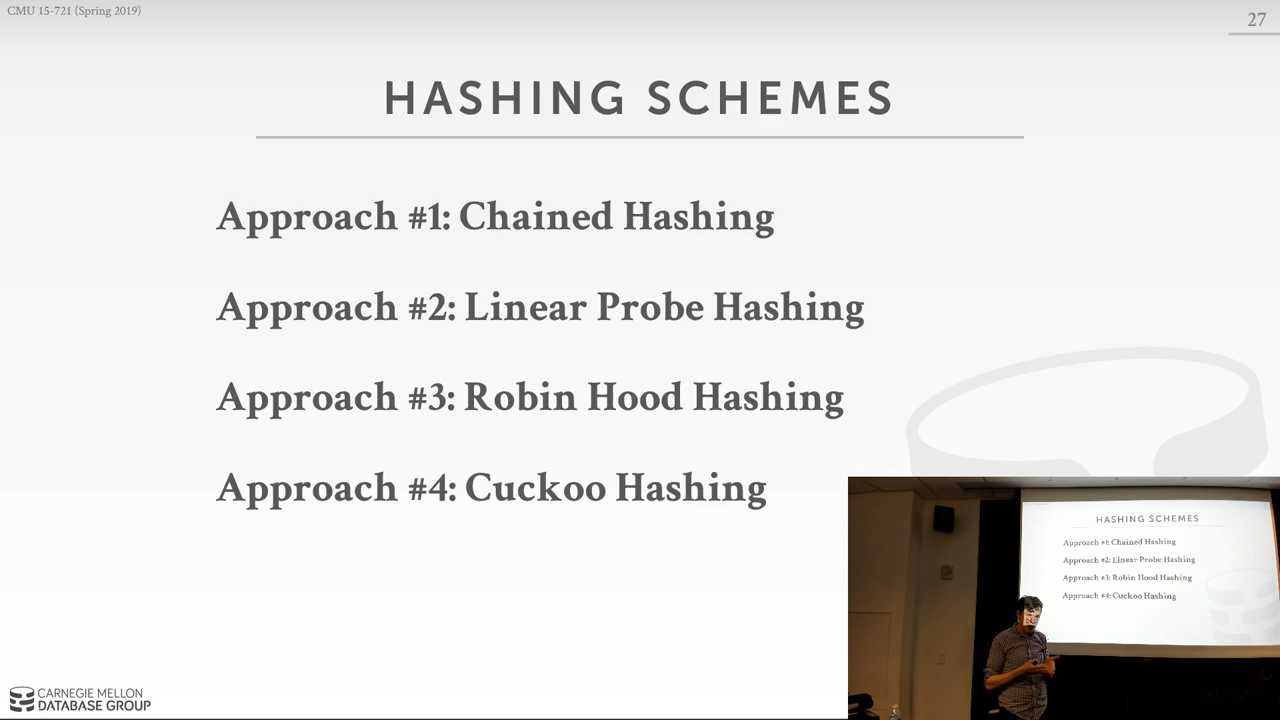 CMU 15-721 (Spring 2019)
27
HASHING SCHEMES
Approach #1: Chained Hashing
Approach #2: Linear Probe Hashing
Approach #3: Robin Hood Hashing
Approach #4: Cuckoo Hashing
HASHING SCHEMES
Approach #1: Chained Hashing
Approach #2: Linear Probe Hashing
Approach #3: Robin Hood Hashing
Approach #4: Cuckoo Hashing
CARNEGIE MELLON
DATABASE GROUP